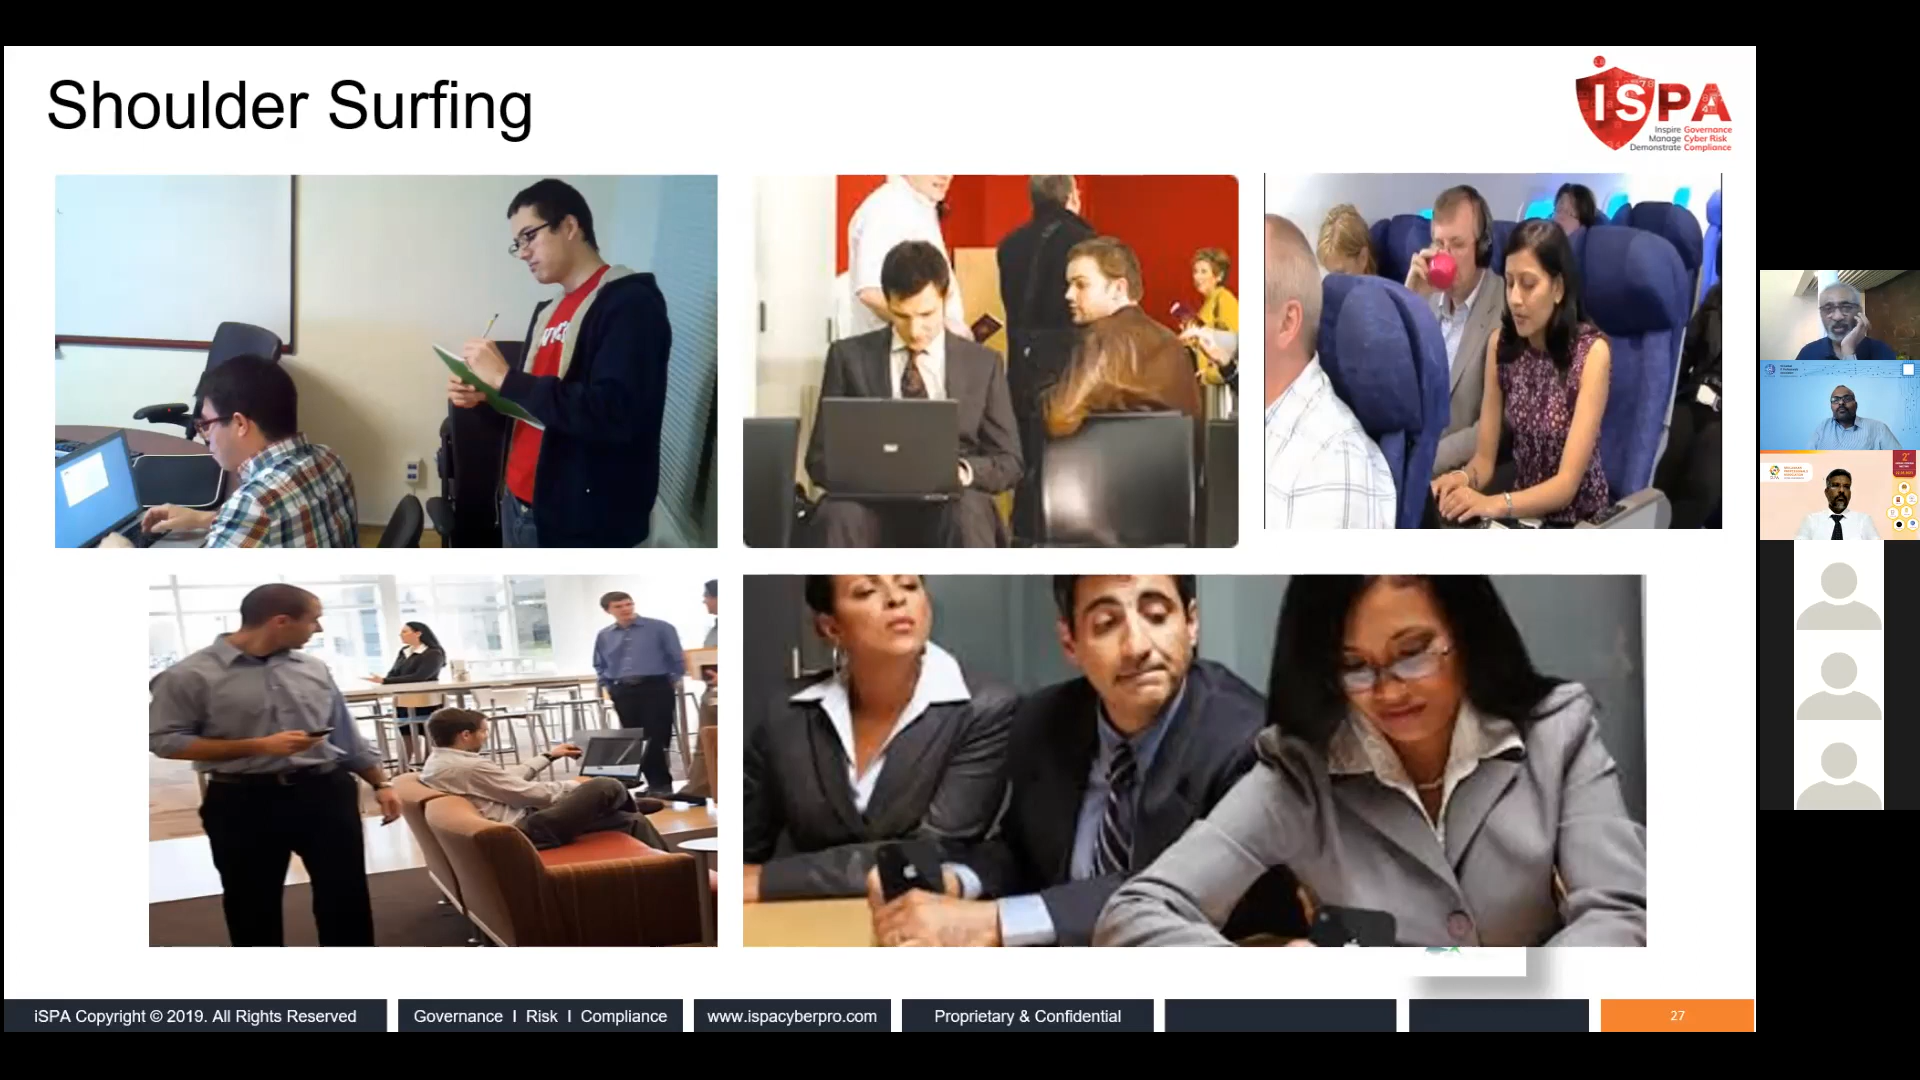 Shoulder Surfing
iSPA
Inspire Governance
Manage Cyber Risk
Demonstrate Compliance
iSPA Copyright © 2019. All Rights Reserved
Governance I Risk I Compliance
www.ispacyberpro.com
Proprietary & Confidential
27